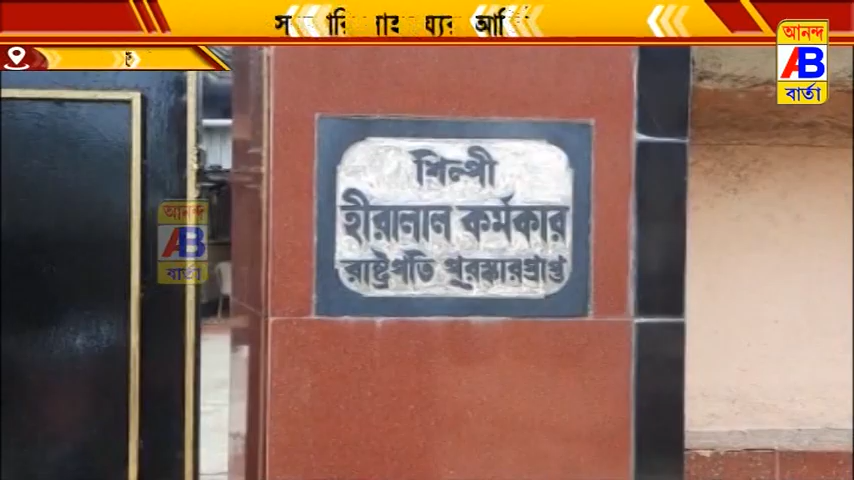 আনন্দ
AB
বার্তা
শিল্পী
হীরালাল কর্মকার
রাষ্ট্রপতি পুরস্কারপ্রাপ্ত
আনন্দ
AB
বার্তা